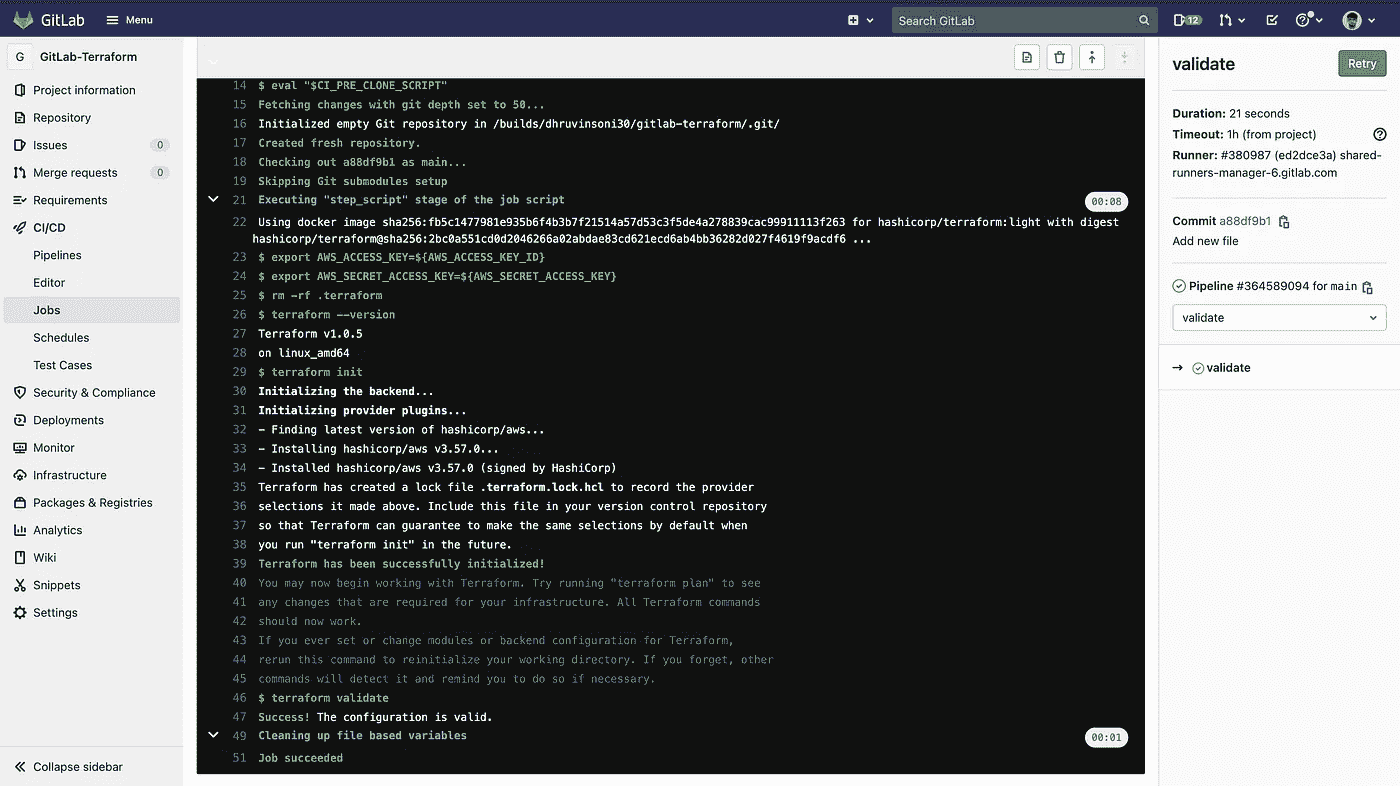 GitLab
Menu
Search GitLab
12
G GitLab-Terraform
Project information
Repository
Issues 0
Merge requests 0
Requirements
CI/CD
Pipelines
Editor
Jobs
Schedules
Test Cases
Security & Compliance
Deployments
Monitor
Infrastructure
Packages & Registries
Analytics
Wiki
Snippets
Settings
Collapse sidebar
14 $ eval "$CI_PRE_CLONE_SCRIPT"
15 Fetching changes with git depth set to 50...
16 Initialized empty Git repository in /builds/dhruvinsoni30/gitlab-terraform/.git/
17 Created fresh repository.
18 Checking out a88df9b1 as main...
19 Skipping Git submodules setup
21 Executing "step_script" stage of the job script 00:08
22 Using docker image sha256:fb5c1477981e935b6f4b3b7f21514a57d53c3f5de4a278839cac99911113f263 for hashicorp/terraform:light with digest
hashicorp/terraform@sha256:2bc0a551cd0d2046266a02abdae83cd621ecd6ab4bb36282d027f4619f9acdf6 ...
23 $ export AWS_ACCESS_KEY=${AWS_ACCESS_KEY_ID}
24 $ export AWS_SECRET_ACCESS_KEY=${AWS_SECRET_ACCESS_KEY}
25 $ rm -rf .terraform
26 $ terraform --version
27 Terraform v1.0.5
28 on linux_amd64
29 $ terraform init
30 Initializing the backend...
31 Initializing provider plugins...
32 - Finding latest version of hashicorp/aws...
33 - Installing hashicorp/aws v3.57.0...
34 - Installed hashicorp/aws v3.57.0 (signed by HashiCorp)
35 Terraform has created a lock file .terraform.lock.hcl to record the provider
36 selections it made above. Include this file in your version control repository
37 so that Terraform can guarantee to make the same selections by default when
38 you run "terraform init" in the future.
39 Terraform has been successfully initialized!
40 You may now begin working with Terraform. Try running "terraform plan" to see
41 any changes that are required for your infrastructure. All Terraform commands
42 should now work.
43 If you ever set or change modules or backend configuration for Terraform,
44 rerun this command to reinitialize your working directory. If you forget, other
45 commands will detect it and remind you to do so if necessary.
46 $ terraform validate
47 Success! The configuration is valid.
49 Cleaning up file based variables 00:01
51 Job succeeded
validate
Retry
Duration: 21 seconds
Timeout: 1h (from project)
Runner: #380987 (ed2dce3a) shared-
runners-manager-6.gitlab.com
Commit a88df9b1
Add new file
Pipeline #364589094 for main
validate
→ validate